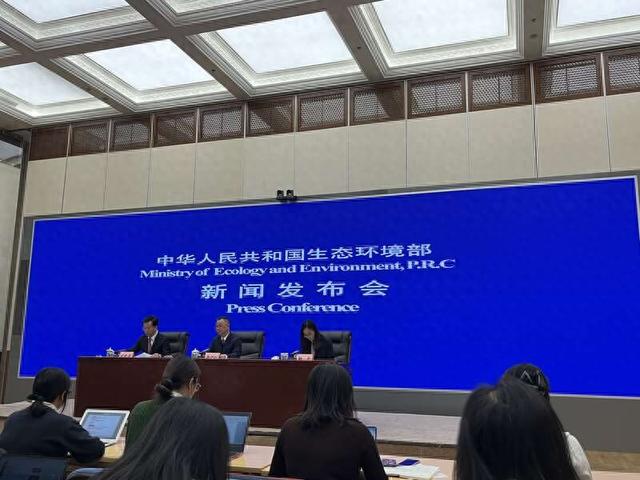 中华人民共和国生态环境部
Ministry of Ecology and Environment, P.R.C
新闻发布会
Press Conference